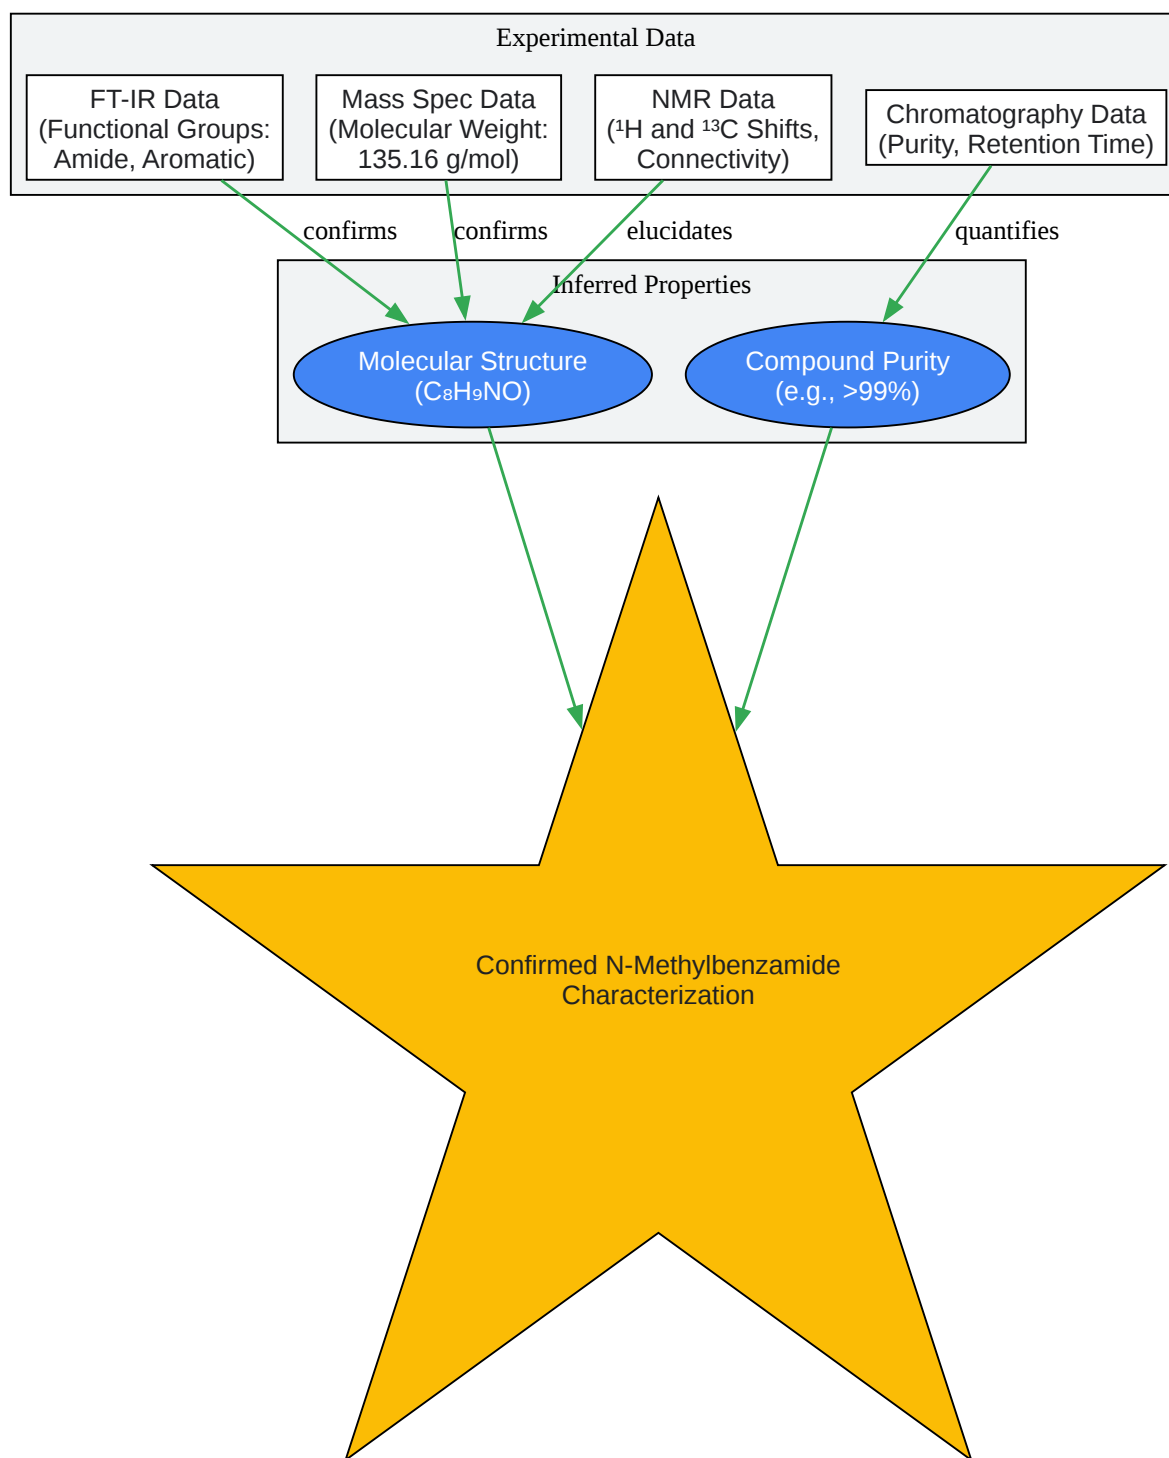 Experimental Data
FT-IR Data
(Functional Groups:
Amide, Aromatic)
Mass Spec Data
(Molecular Weight:
135.16 g/mol)
NMR Data
(¹H and ¹³C Shifts,
Connectivity)
Chromatography Data
(Purity, Retention Time)
confirms
confirms
elucidates
quantifies
Inferred Properties
Molecular Structure
(C₈H₉NO)
Compound Purity
(e.g., >99%)
Confirmed N-Methylbenzamide
Characterization